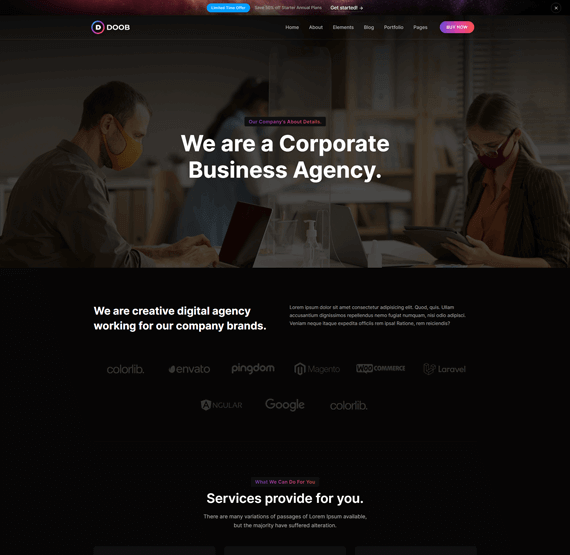 Limited Time Offer Save 50% off Starter Annual Plans Get started! →
DOOB Home About Elements Blog Portfolio Pages BUY NOW
Our Company's About Details.
We are a Corporate
Business Agency.
We are creative digital agency
working for our company brands.
Lorem ipsum dolor sit amet consectetur adipisicing elit. Quod, quis. Ullam
accusantium dignissimos repellendus nemo fugiat numquam, nisi odio adipisci.
Veniam neque itaque expedita officiis rem ipsa! Ratione, rem reiciendis?
colorlib. envato pingdom Magento WOO COMMERCE Laravel
ANGULAR Google colorlib.
What We Can Do For You
Services provide for you.
There are many variations of passages of Lorem Ipsum available,
but the majority have suffered alteration.